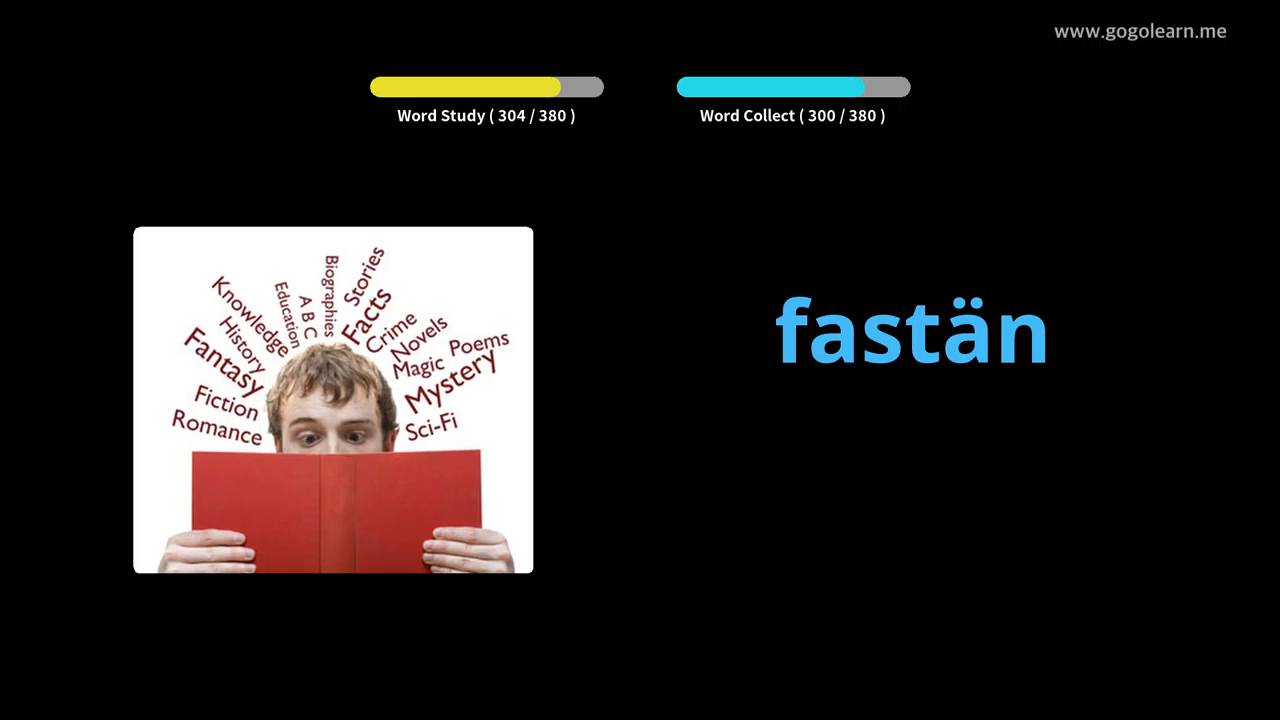 www.gogolearn.me
Word Study ( 304 / 380 )
Word Collect ( 300 / 380 )
fastän
Knowledge
History
Fantasy
Fiction
Romance
Education
A B C
Biographies
Stories
Facts
Crime
Novels
Magic
Poems
Mystery
Sci-Fi